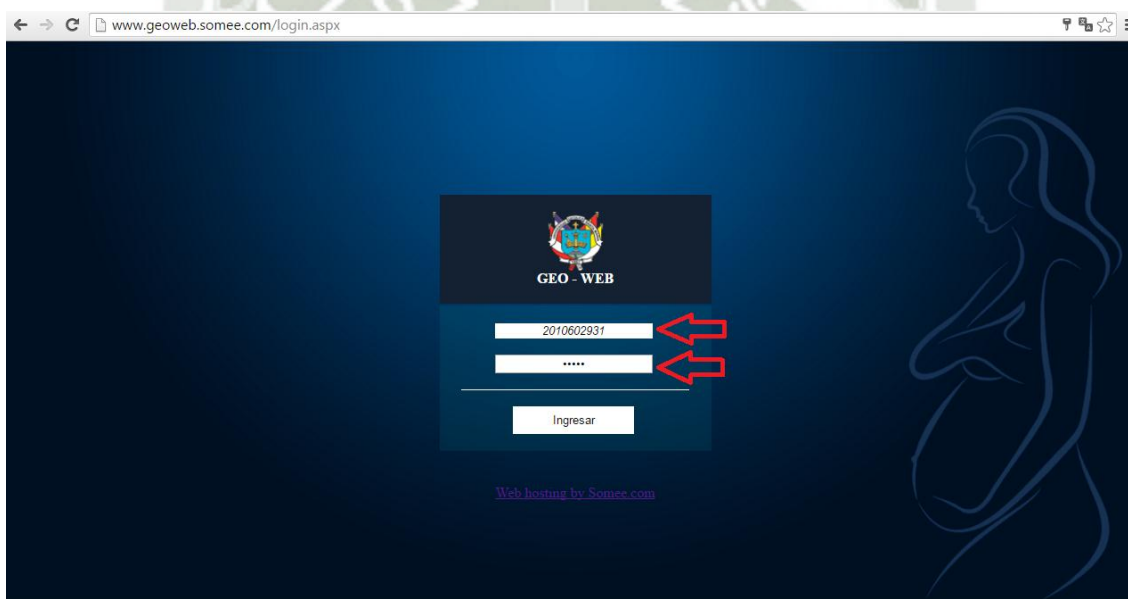 www.geoweb.somee.com/login.aspx
GEO - WEB
2010602931
•••••
Ingresar
Web hosting by Somee.com